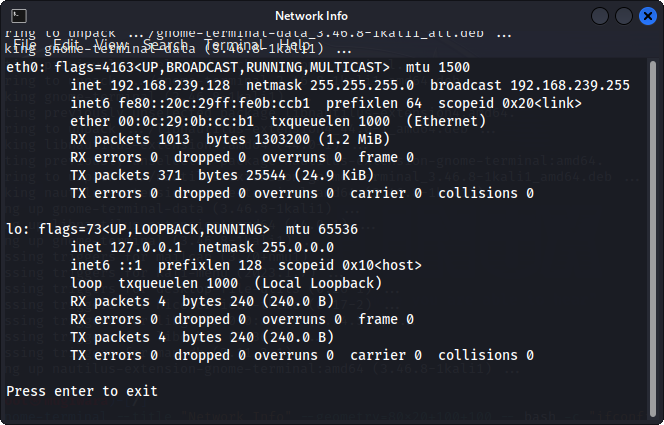 Network Info
ring to unpack .../gnome-terminal-data_3.46.8-1kali1_all.deb ...
File Edit View Search Terminal Help
king gnome-terminal-data (3.46.8-1kali1) ...
eth0: flags=4163<UP,BROADCAST,RUNNING,MULTICAST>  mtu 1500
        inet 192.168.239.128  netmask 255.255.255.0  broadcast 192.168.239.255
        inet6 fe80::20c:29ff:fe0b:ccb1  prefixlen 64  scopeid 0x20<link>
        ether 00:0c:29:0b:cc:b1  txqueuelen 1000  (Ethernet)
        RX packets 1013  bytes 1303200 (1.2 MiB)
        RX errors 0  dropped 0  overruns 0  frame 0
        TX packets 371  bytes 25544 (24.9 KiB)
        TX errors 0  dropped 0 overruns 0  carrier 0  collisions 0
lo: flags=73<UP,LOOPBACK,RUNNING>  mtu 65536
        inet 127.0.0.1  netmask 255.0.0.0
        inet6 ::1  prefixlen 128  scopeid 0x10<host>
        loop  txqueuelen 1000  (Local Loopback)
        RX packets 4  bytes 240 (240.0 B)
        RX errors 0  dropped 0  overruns 0  frame 0
        TX packets 4  bytes 240 (240.0 B)
        TX errors 0  dropped 0 overruns 0  carrier 0  collisions 0
Press enter to exit